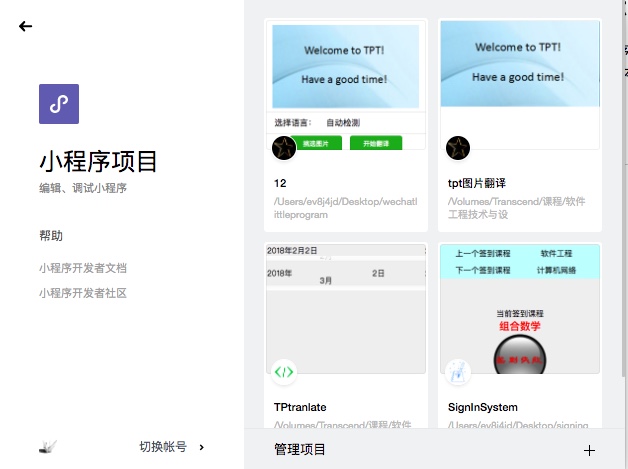 小程序项目
编辑、调试小程序
帮助
小程序开发者文档
小程序开发者社区
切换帐号
Welcome to TPT!
Have a good time!
选择语言： 自动检测
挑选图片 开始翻译
12
/Users/ev8j4jd/Desktop/wechatl
ittleprogram
Welcome to TPT!
Have a good time!
tpt图片翻译
/Volumes/Transcend/课程/软件
工程技术与设
2018年2月2日
2018年 2日
3月
TPtranlate
/Volumes/Transcend/课程/软件
上一个签到课程 软件工程
下一个签到课程 计算机网络
当前签到课程
组合数学
SignInSystem
/Users/ev8j4jd/Desktop/signing
管理项目